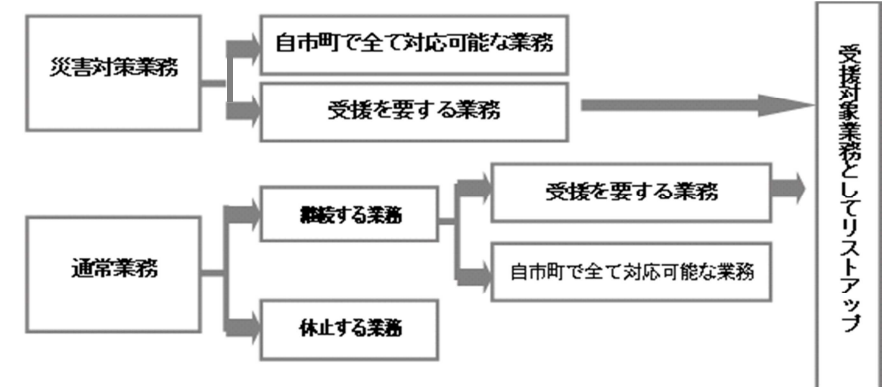 災害対策業務
自市町で全て対応可能な業務
受援を要する業務
通常業務
継続する業務
受援を要する業務
自市町で全て対応可能な業務
休止する業務
受援対象業務としてリストアップ